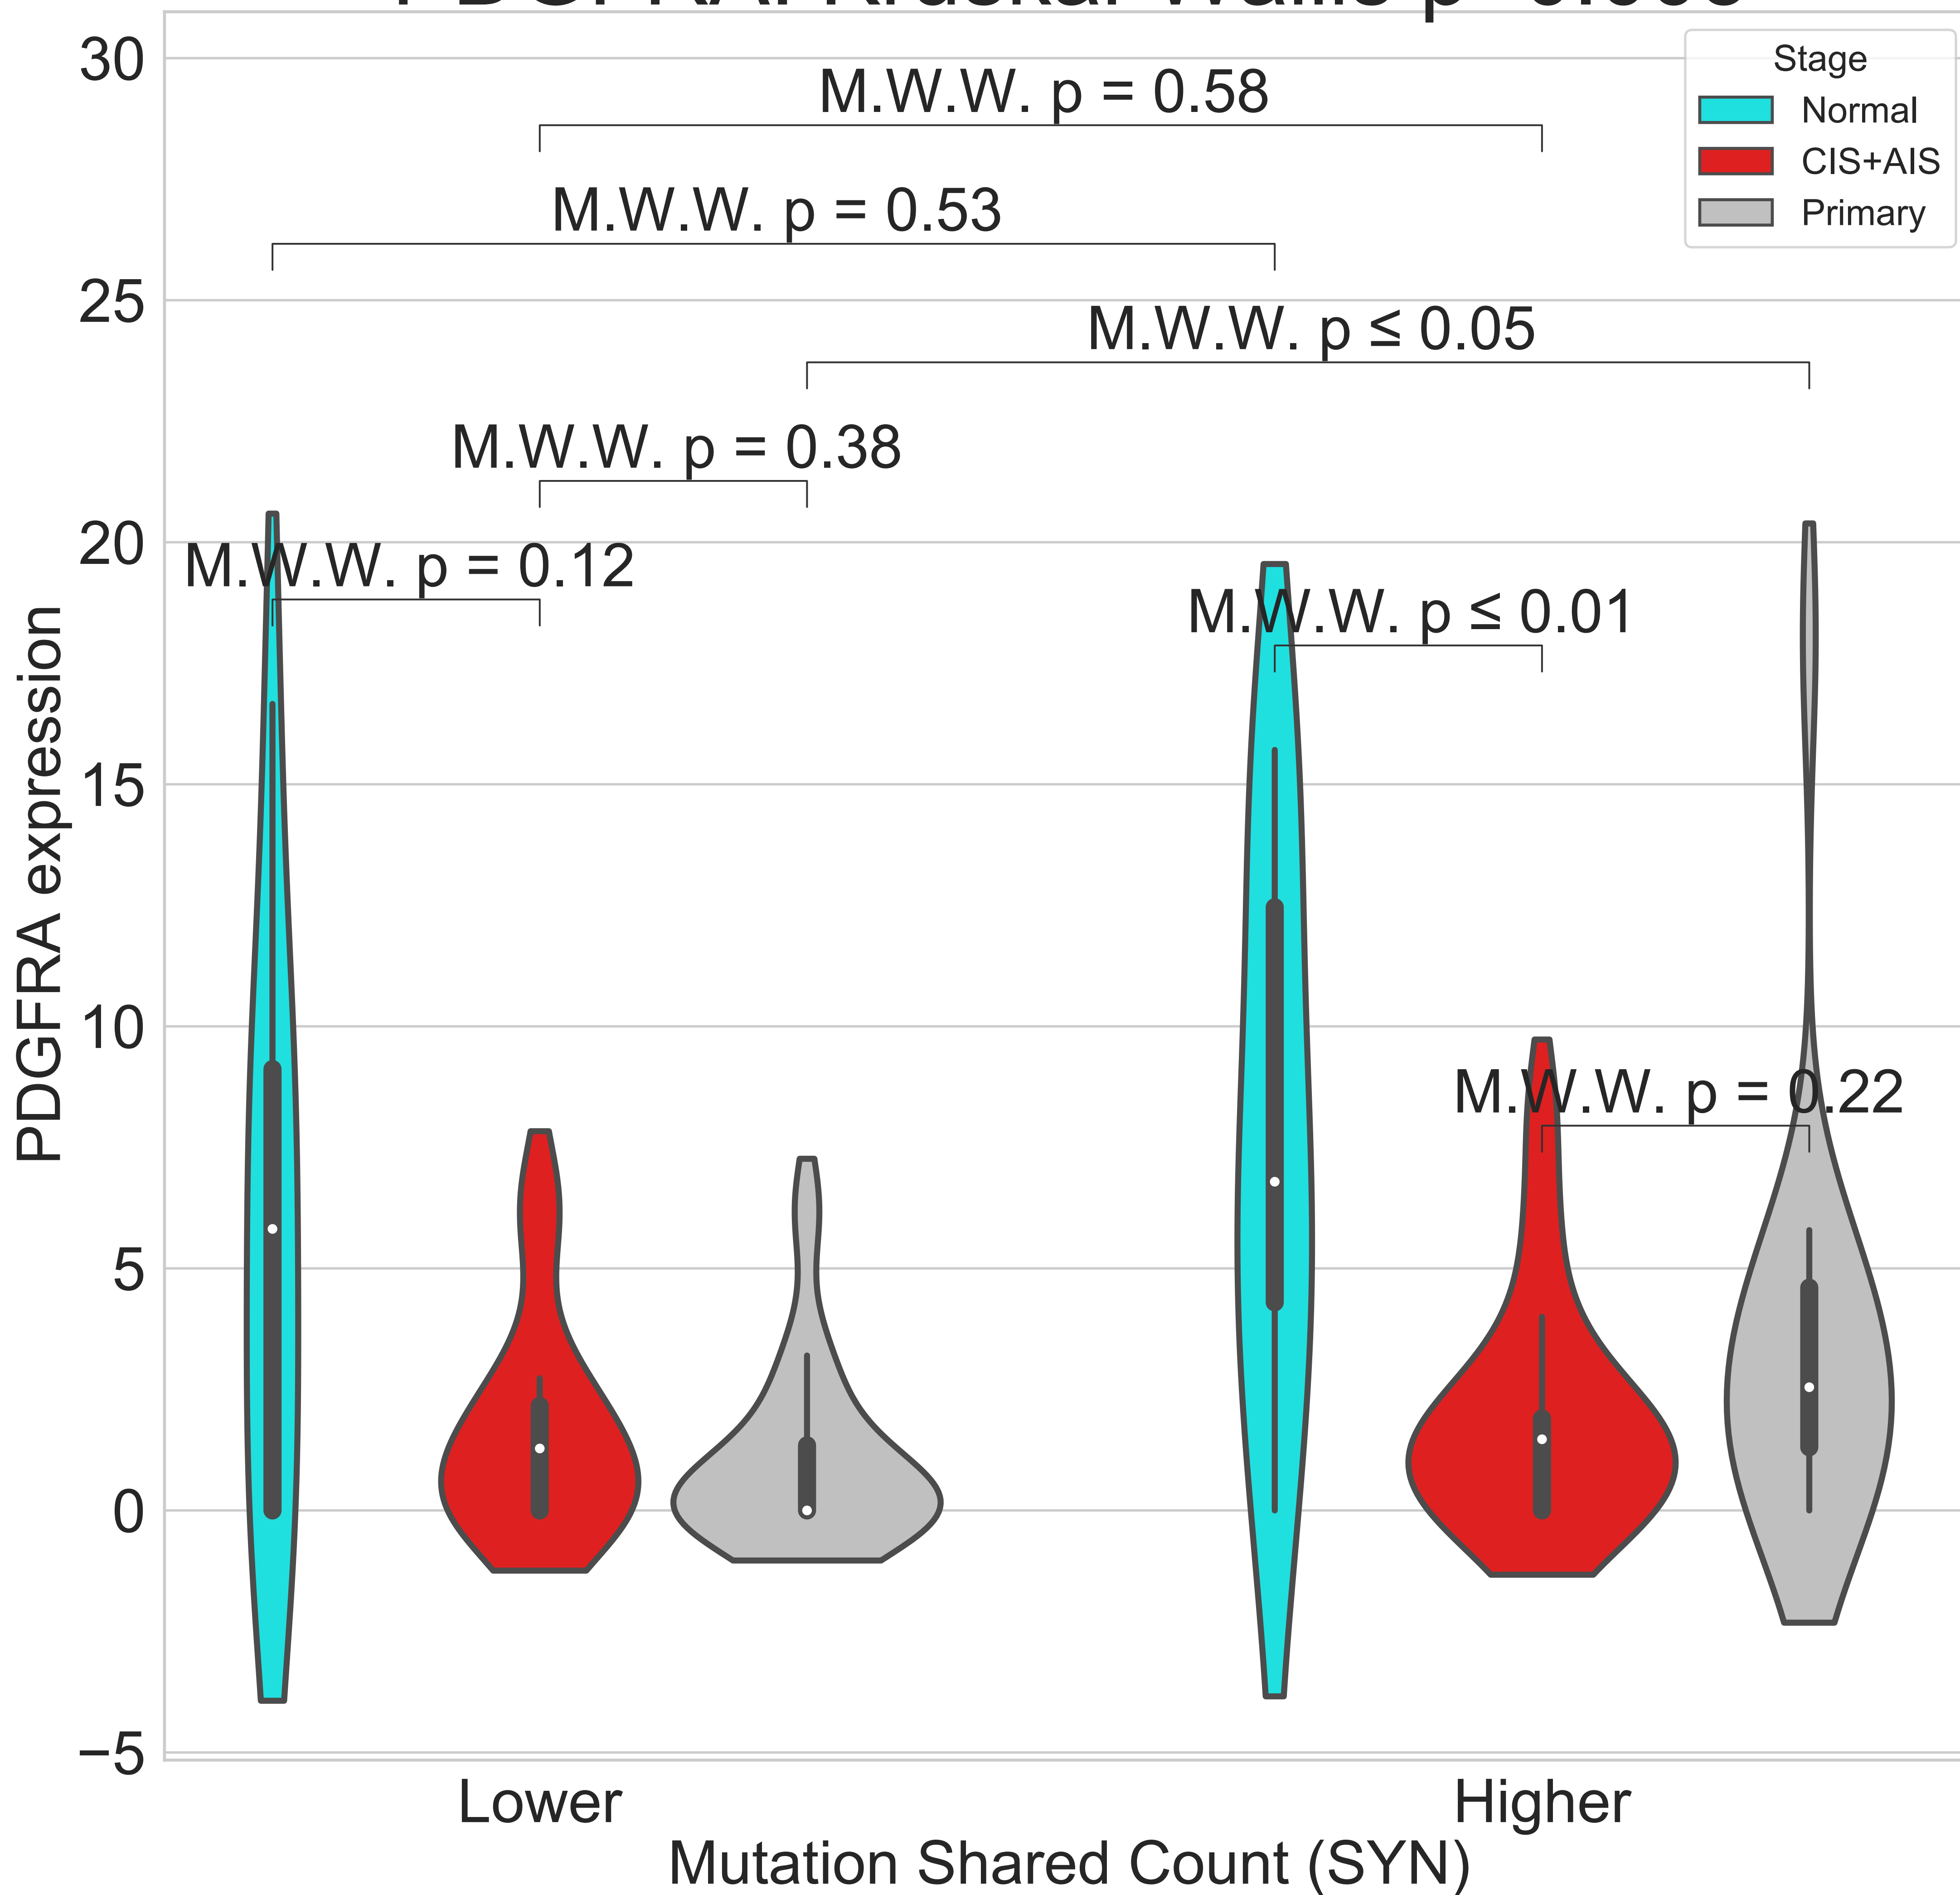 30
25
20
15
10
5
0
−5
PDGFRA expression
M.W.W. p = 0.58
M.W.W. p = 0.53
M.W.W. p ≤ 0.05
M.W.W. p = 0.38
M.W.W. p = 0.12
M.W.W. p ≤ 0.01
M.W.W. p = 0.22
Stage
Normal
CIS+AIS
Primary
Lower
Higher
Mutation Shared Count (SYN)